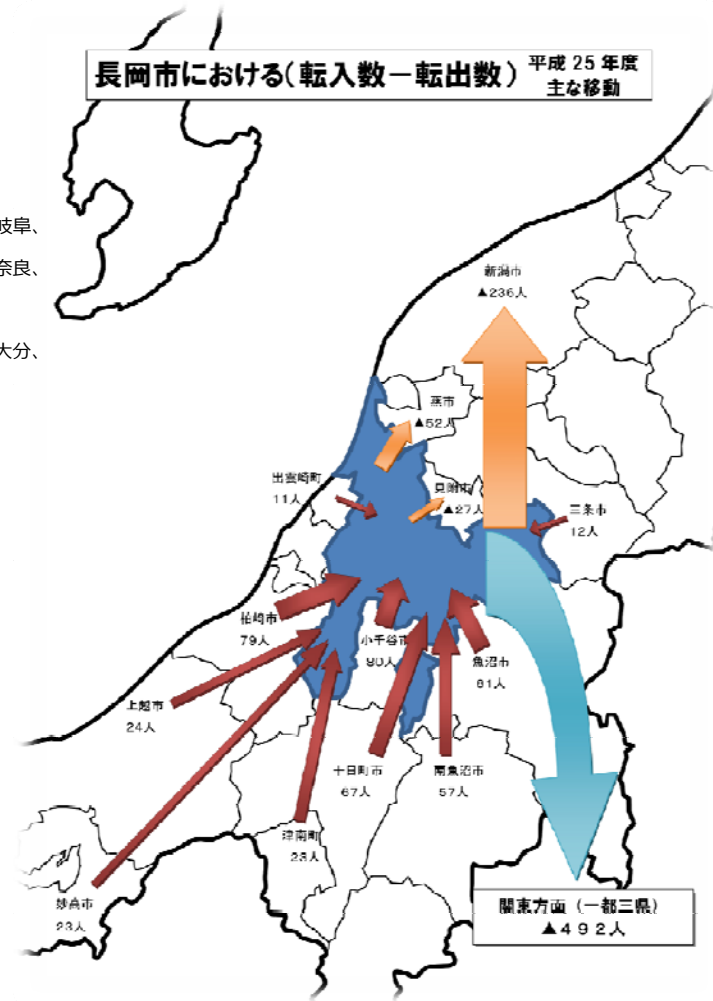 長岡市における(転入数－転出数) 平成25年度
主な移動
岐阜、
奈良、
大分、
新潟市
▲236人
燕市
▲52人
出雲崎町
11人
見附市
▲27人
三条市
12人
柏崎市
79人
小千谷市
80人
魚沼市
81人
上越市
24人
十日町市
67人
南魚沼市
57人
津南町
23人
妙高市
23人
関東方面（一都三県）
▲492人